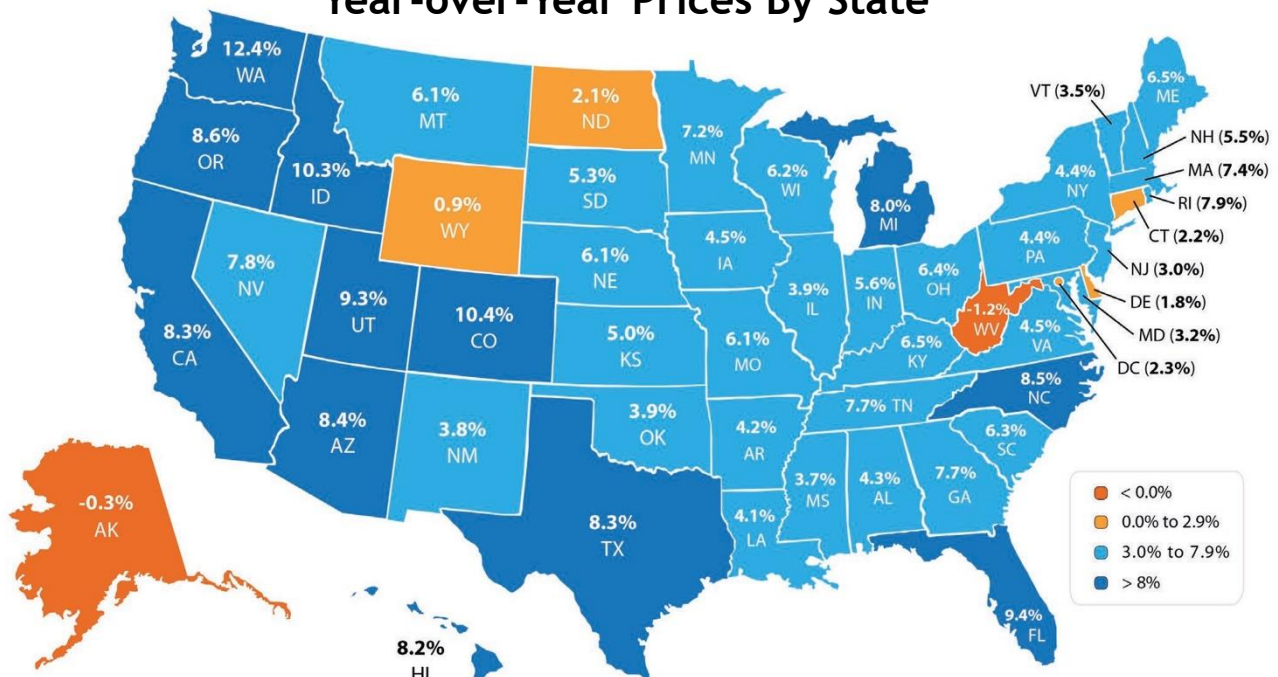 Year-over-Year Prices By State
12.4%
WA
8.6%
OR
10.3%
ID
6.1%
MT
2.1%
ND
7.2%
MN
5.3%
SD
0.9%
WY
6.2%
WI
8.0%
MI
6.5%
ME
VT (3.5%)
NH (5.5%)
MA (7.4%)
RI (7.9%)
CT (2.2%)
NJ (3.0%)
DE (1.8%)
MD (3.2%)
DC (2.3%)
4.4%
NY
4.4%
PA
7.8%
NV
8.3%
CA
9.3%
UT
10.4%
CO
6.1%
NE
4.5%
IA
3.9%
IL
5.6%
IN
6.4%
OH
-1.2%
WV
4.5%
VA
5.0%
KS
6.1%
MO
6.5%
KY
8.5%
NC
7.7% TN
8.4%
AZ
3.8%
NM
3.9%
OK
4.2%
AR
6.3%
SC
3.7%
MS
4.3%
AL
7.7%
GA
4.1%
LA
8.3%
TX
9.4%
FL
-0.3%
AK
8.2%
HI
< 0.0%
0.0% to 2.9%
3.0% to 7.9%
> 8%